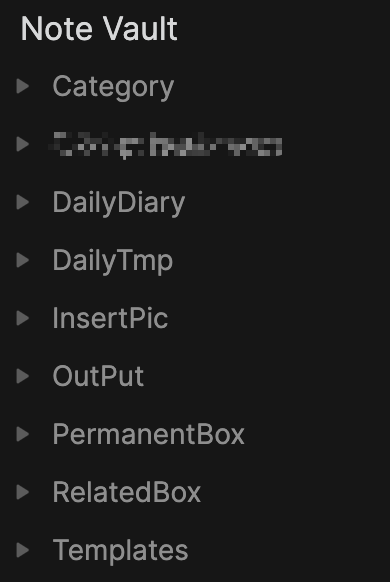 Note Vault
Category
DailyDiary
DailyTmp
InsertPic
OutPut
PermanentBox
RelatedBox
Templates